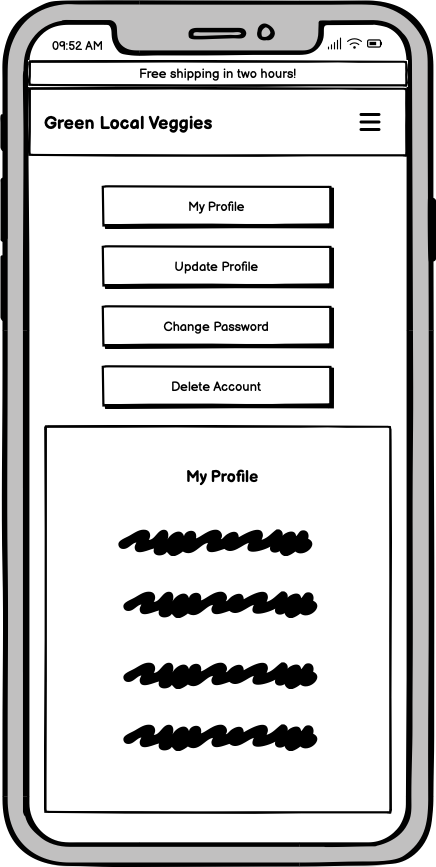 09:52 AM
Free shipping in two hours!
Green Local Veggies
My Profile
Update Profile
Change Password
Delete Account
My Profile